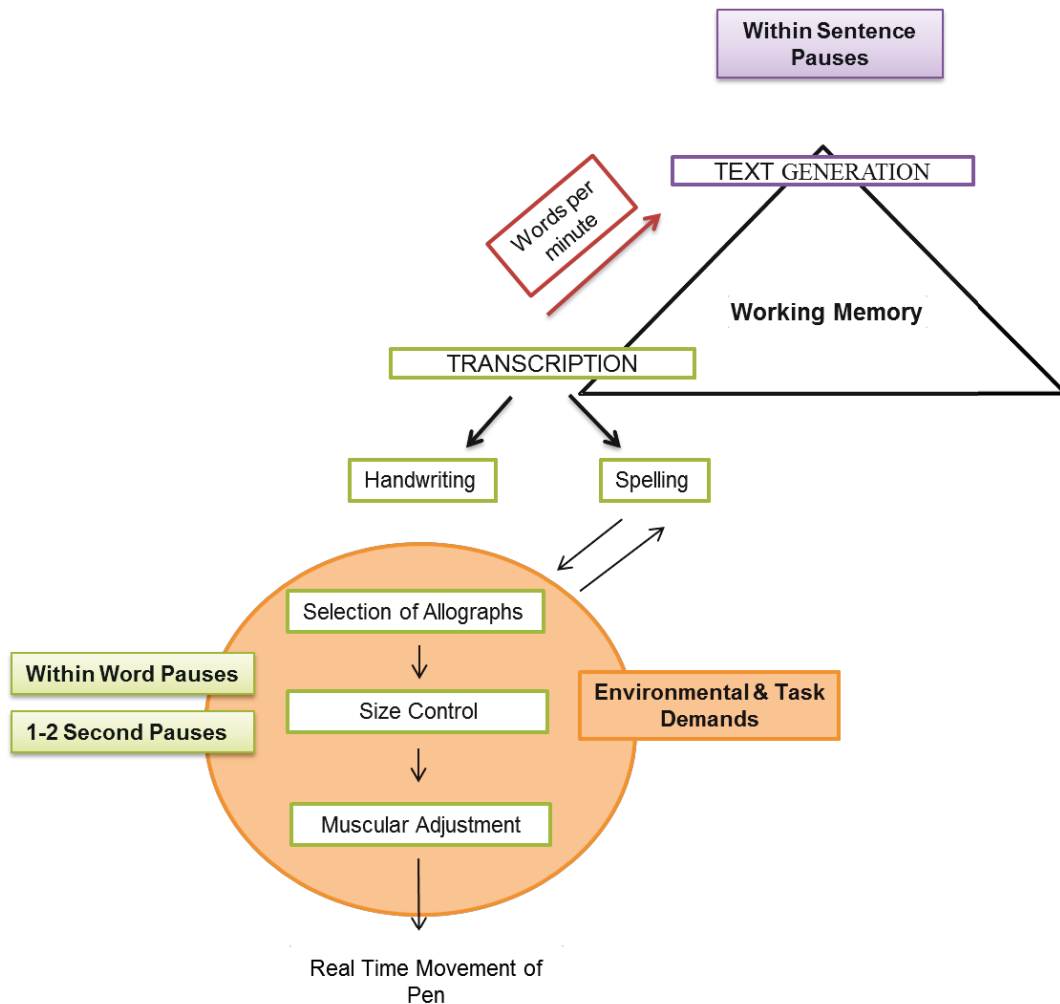 Within Sentence
Pauses
TEXT GENERATION
Words per
minute
Working Memory
TRANSCRIPTION
Handwriting
Spelling
Selection of Allographs
Within Word Pauses
Size Control
Environmental & Task
Demands
1-2 Second Pauses
Muscular Adjustment
Real Time Movement of
Pen